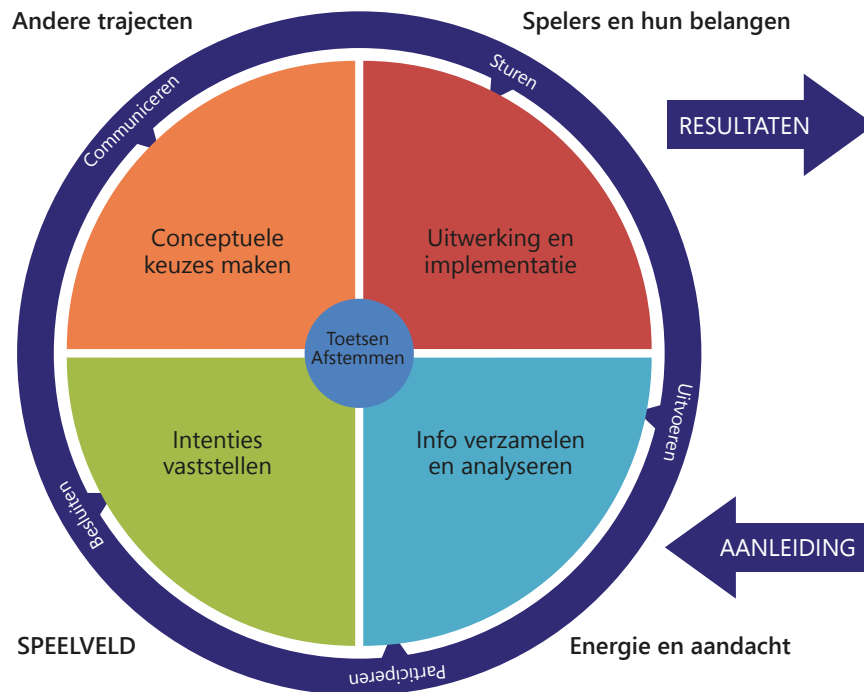 Andere trajecten
Spelers en hun belangen
Communiceren
Sturen
RESULTATEN
Conceptuele
keuzes maken
Uitwerking en
implementatie
Toetsen
Afstemmen
Intenties
vaststellen
Info verzamelen
en analyseren
Uitvoeren
Besluiten
AANLEIDING
SPEELVELD
Participeren
Energie en aandacht